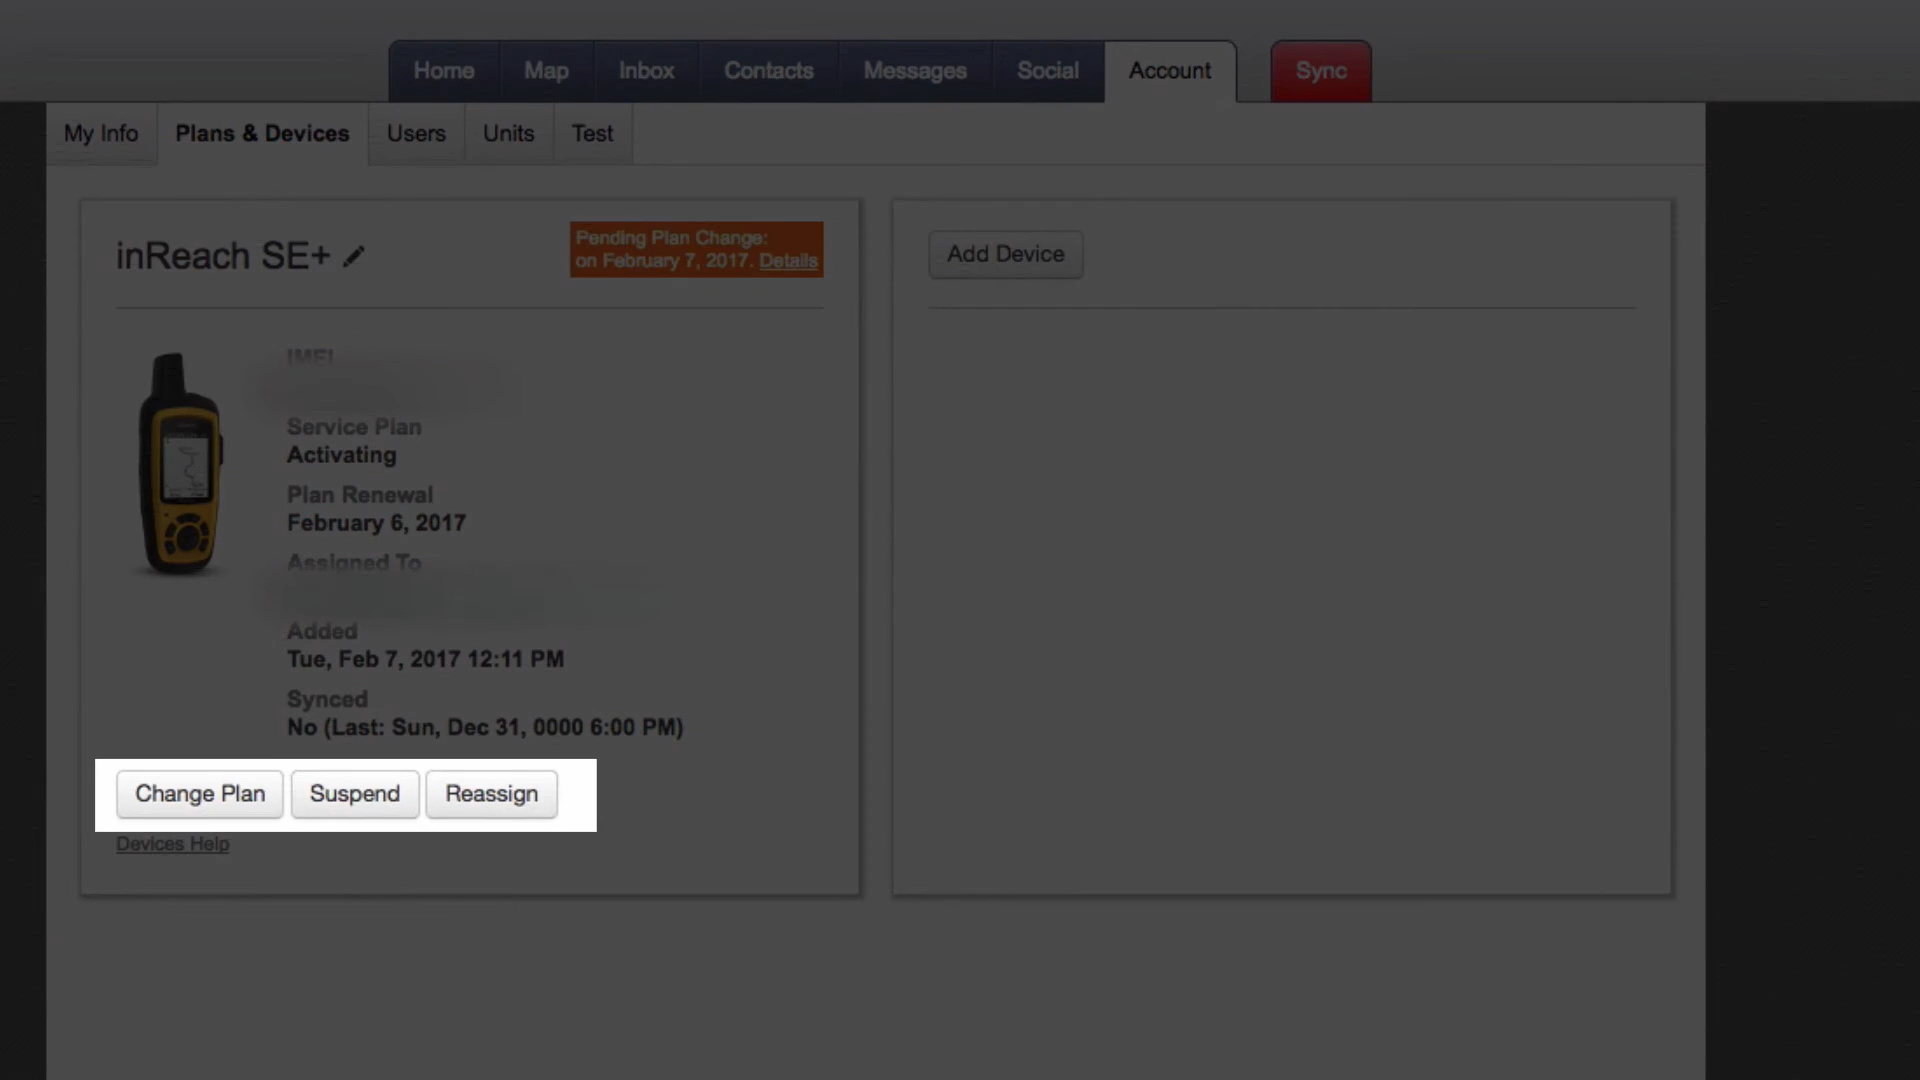 Home
Map
Inbox
Contacts
Messages
Social
Account
Sync
My Info
Plans & Devices
Users
Units
Test
inReach SE+
Pending Plan Change:
on February 7, 2017. Details
Add Device
IMEI
Service Plan
Activating
Plan Renewal
February 6, 2017
Assigned To
Added
Tue, Feb 7, 2017 12:11 PM
Synced
No (Last: Sun, Dec 31, 0000 6:00 PM)
Change Plan
Suspend
Reassign
Devices Help